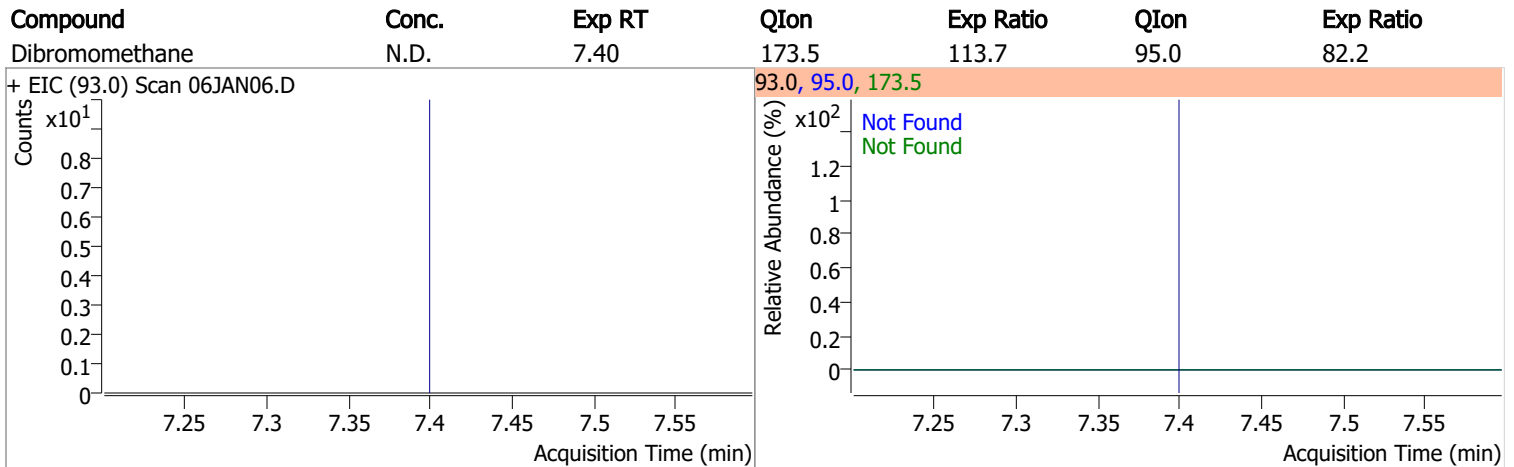 Compound Conc. Exp RT QIon Exp Ratio QIon Exp Ratio
Dibromomethane N.D. 7.40 173.5 113.7 95.0 82.2
+ EIC (93.0) Scan 06JAN06.D
Counts
x10¹
0.8
0.7
0.6
0.5
0.4
0.3
0.2
0.1
0
7.25 7.3 7.35 7.4 7.45 7.5 7.55
Acquisition Time (min)
93.0, 95.0, 173.5
Relative Abundance (%)
x10²
Not Found
Not Found
1.2
1
0.8
0.6
0.4
0.2
0
7.25 7.3 7.35 7.4 7.45 7.5 7.55
Acquisition Time (min)